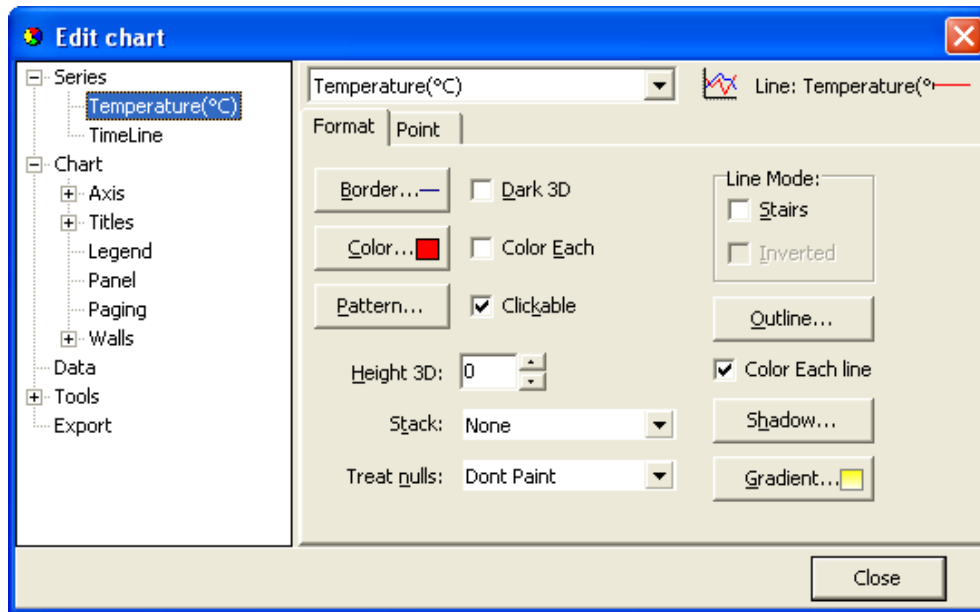 Edit chart
Series
Temperature(°C)
TimeLine
Chart
Axis
Titles
Legend
Panel
Paging
Walls
Data
Tools
Export
Temperature(°C)
Line: Temperature(°
Format
Point
Border...
Dark 3D
Color...
Color Each
Pattern...
Clickable
Height 3D:
0
Stack:
None
Treat nulls:
Dont Paint
Line Mode:
Stairs
Inverted
Outline...
Color Each line
Shadow...
Gradient...
Close